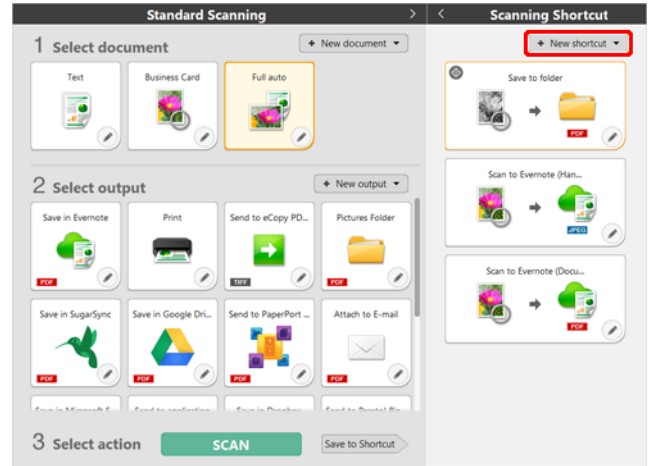 Standard Scanning
Scanning Shortcut
1 Select document
+ New document
Text
Business Card
Full auto
2 Select output
+ New output
Save in Evernote
Print
Send to eCopy PD...
Pictures Folder
PDF
TIFF
PDF
Save in SugarSync
Save in Google Dri...
Send to PaperPort ...
Attach to E-mail
PDF
PDF
PDF
PDF
3 Select action
SCAN
Save to Shortcut
+ New shortcut
Save to folder
PDF
Scan to Evernote (Han...
JPEG
Scan to Evernote (Docu...
PDF